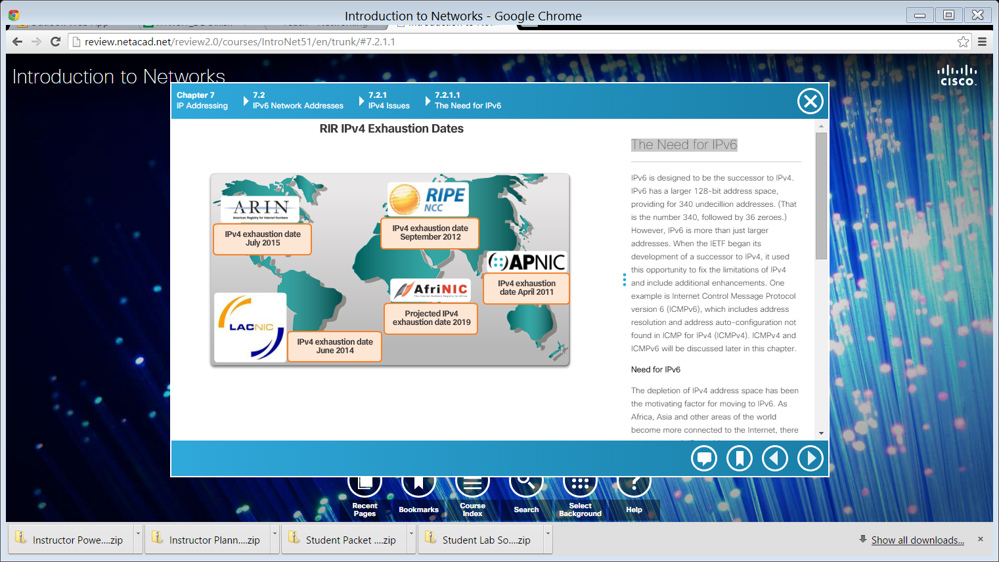 Introduction to Networks - Google Chrome
review.netacad.net/review2.0/courses/IntroNet51/en/trunk/#7.2.1.1
Introduction to Networks
CISCO
Chapter 7
IP Addressing
7.2
IPv6 Network Addresses
7.2.1
IPv4 Issues
7.2.1.1
The Need for IPv6
RIR IPv4 Exhaustion Dates
ARIN
American Registry for Internet Numbers
IPv4 exhaustion date
July 2015
RIPE
NCC
IPv4 exhaustion date
September 2012
APNIC
IPv4 exhaustion
date April 2011
AfriNIC
The Internet Numbers Registry for Africa
Projected IPv4
exhaustion date 2019
LACNIC
IPv4 exhaustion date
June 2014
The Need for IPv6
IPv6 is designed to be the successor to IPv4.
IPv6 has a larger 128-bit address space,
providing for 340 undecillion addresses. (That
is the number 340, followed by 36 zeroes.)
However, IPv6 is more than just larger
addresses. When the IETF began its
development of a successor to IPv4, it used
this opportunity to fix the limitations of IPv4
and include additional enhancements. One
example is Internet Control Message Protocol
version 6 (ICMPv6), which includes address
resolution and address auto-configuration not
found in ICMP for IPv4 (ICMPv4). ICMPv4 and
ICMPv6 will be discussed later in this chapter.
Need for IPv6
The depletion of IPv4 address space has been
the motivating factor for moving to IPv6. As
Africa, Asia and other areas of the world
become more connected to the Internet, there
Recent
Pages
Bookmarks
Course
Index
Search
Select
Background
Help
Instructor Powe....zip
Instructor Plann....zip
Student Packet ....zip
Student Lab So....zip
Show all downloads...